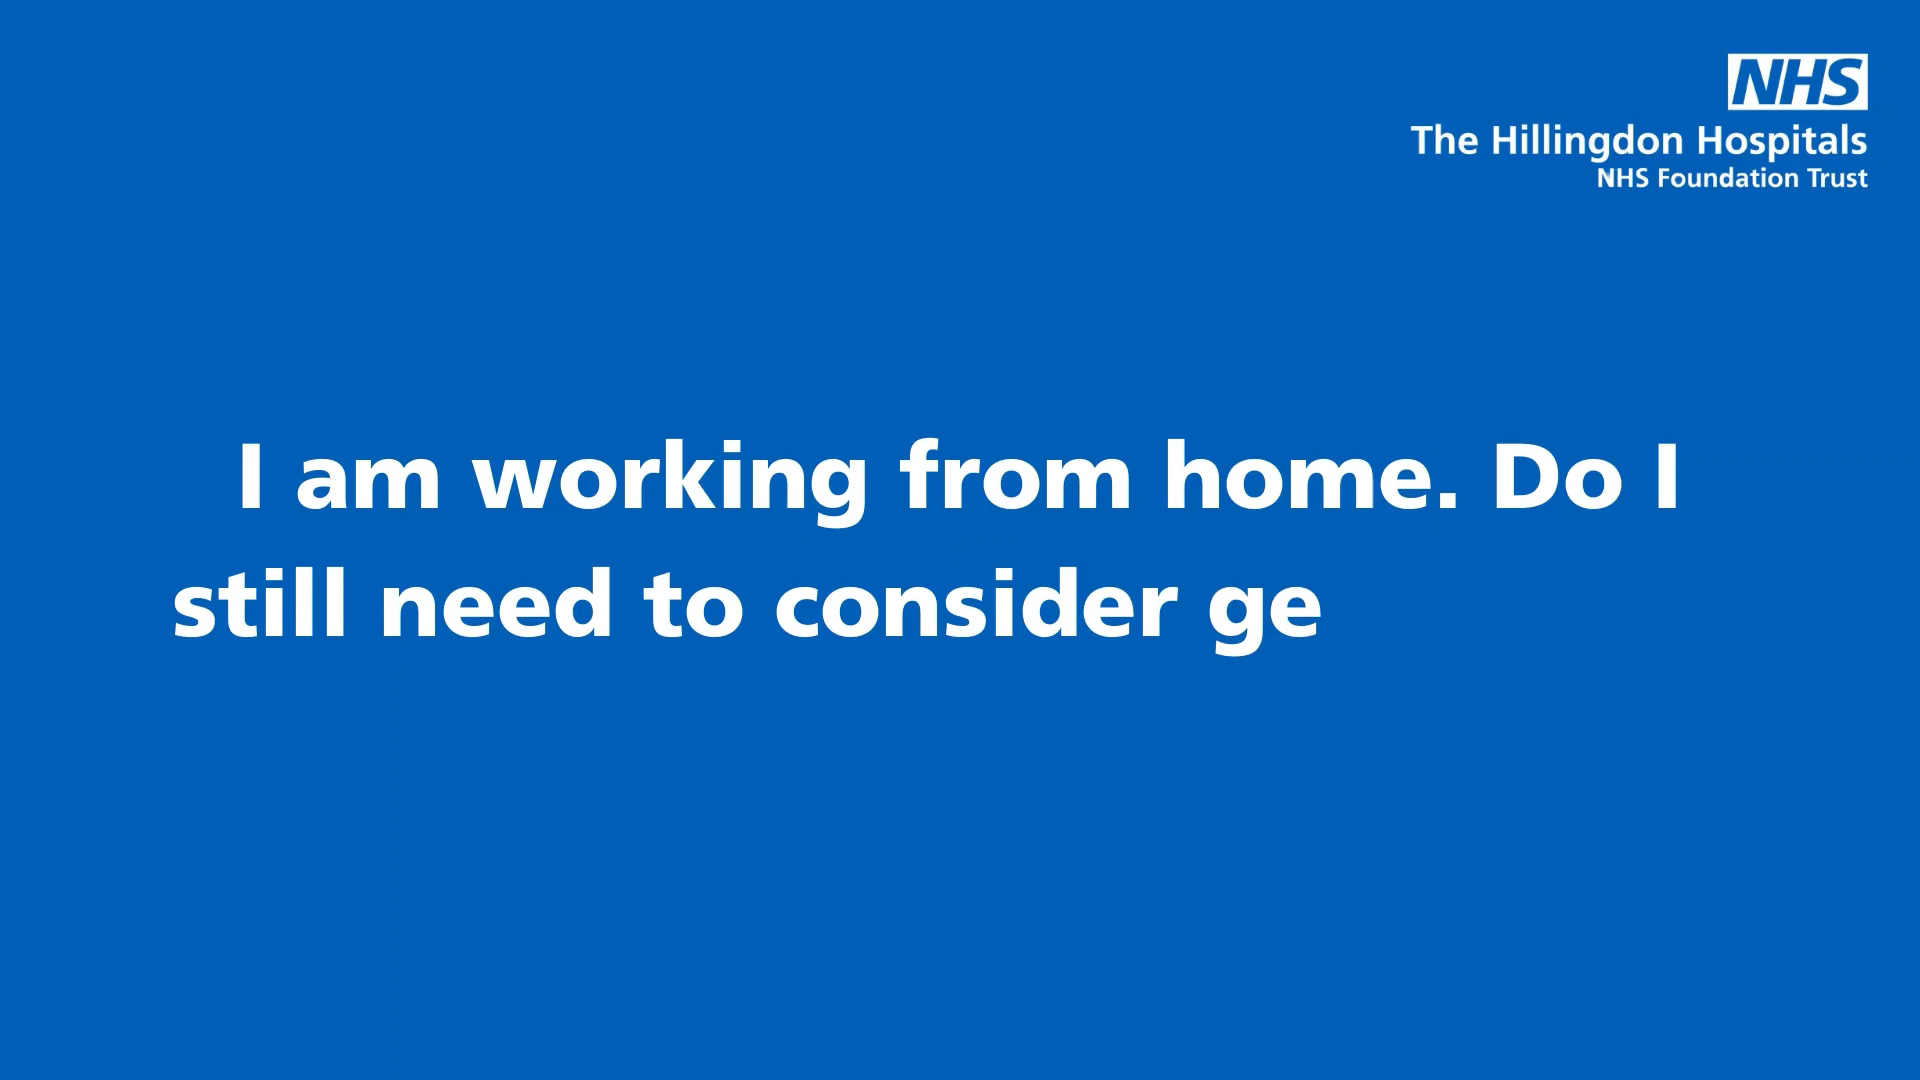 NHS
The Hillingdon Hospitals
NHS Foundation Trust
I am working from home. Do I
still need to consider ge